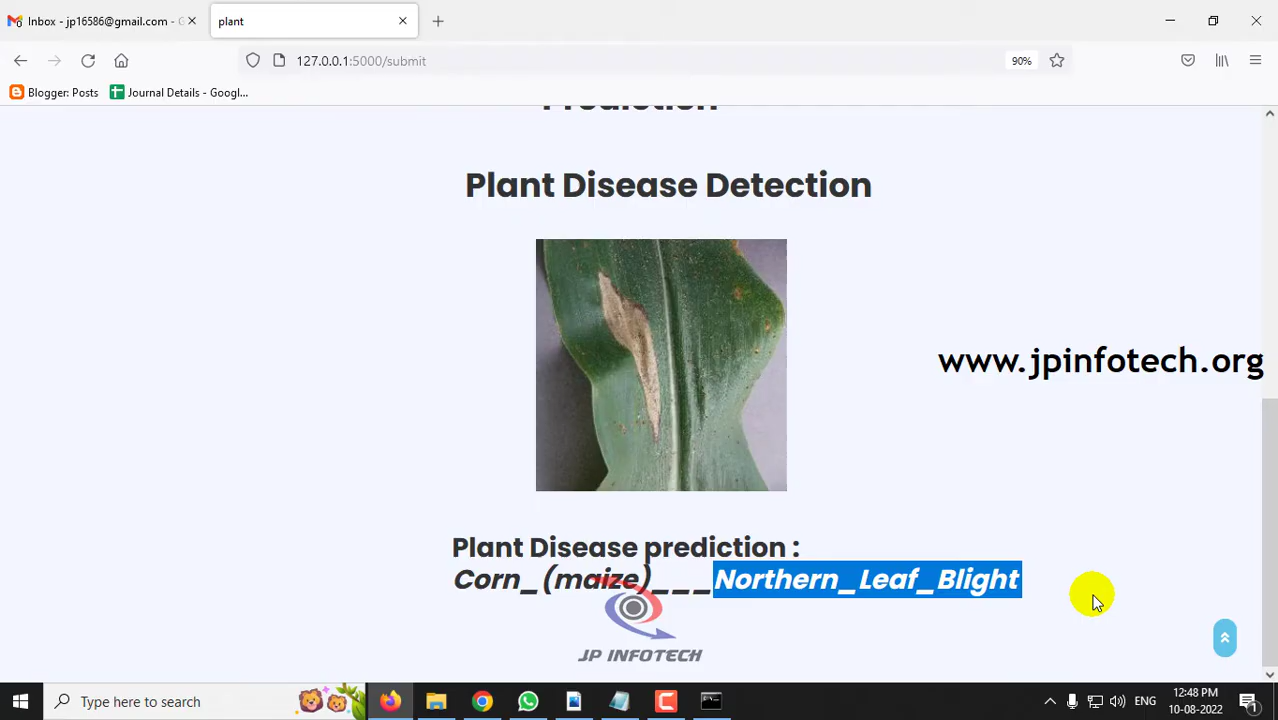 Inbox - jp16586@gmail.com - G
plant
127.0.0.1:5000/submit
90%
Blogger: Posts
Journal Details - Googl...
Prediction
Plant Disease Detection
www.jpinfotech.org
Plant Disease prediction :
Corn_(maize)___Northern_Leaf_Blight
JP INFOTECH
Type here to search
ENG
12:48 PM
10-08-2022
1